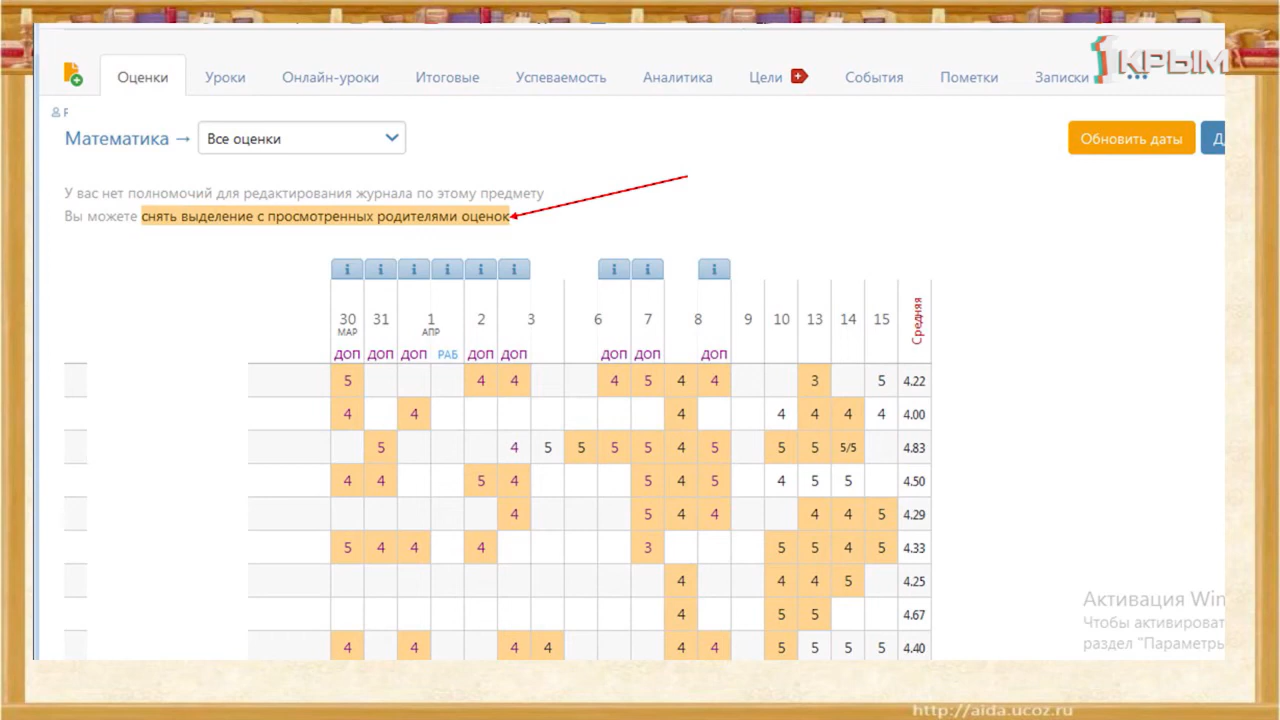 Оценки Уроки Онлайн-уроки Итоговые Успеваемость Аналитика Цели События Пометки Записки
1 КРЫМ
Математика → Все оценки Обновить даты Д
У вас нет полномочий для редактирования журнала по этому предмету
Вы можете снять выделение с просмотренных родителями оценок
i i i i i i i i i
30 31 1 2 3 6 7 8 9 10 13 14 15 Средняя
МАР АПР
ДОП ДОП ДОП РАБ ДОП ДОП ДОП ДОП ДОП
5 4 4 4 5 4 4 3 5 4.22
4 4 4 4 4 4 4 4.00
5 4 5 5 5 5 4 5 5 5 5/5 4.83
4 4 5 4 5 4 5 4 5 5 4.50
4 5 4 4 4 4 5 4.29
5 4 4 4 3 5 5 4 5 4.33
4 4 4 5 4.25
4 5 5 4.67
4 4 4 4 4 4 5 5 5 5 4.40
Активация Win
Чтобы активироват
раздел "Параметры
http://aida.ucoz.ru